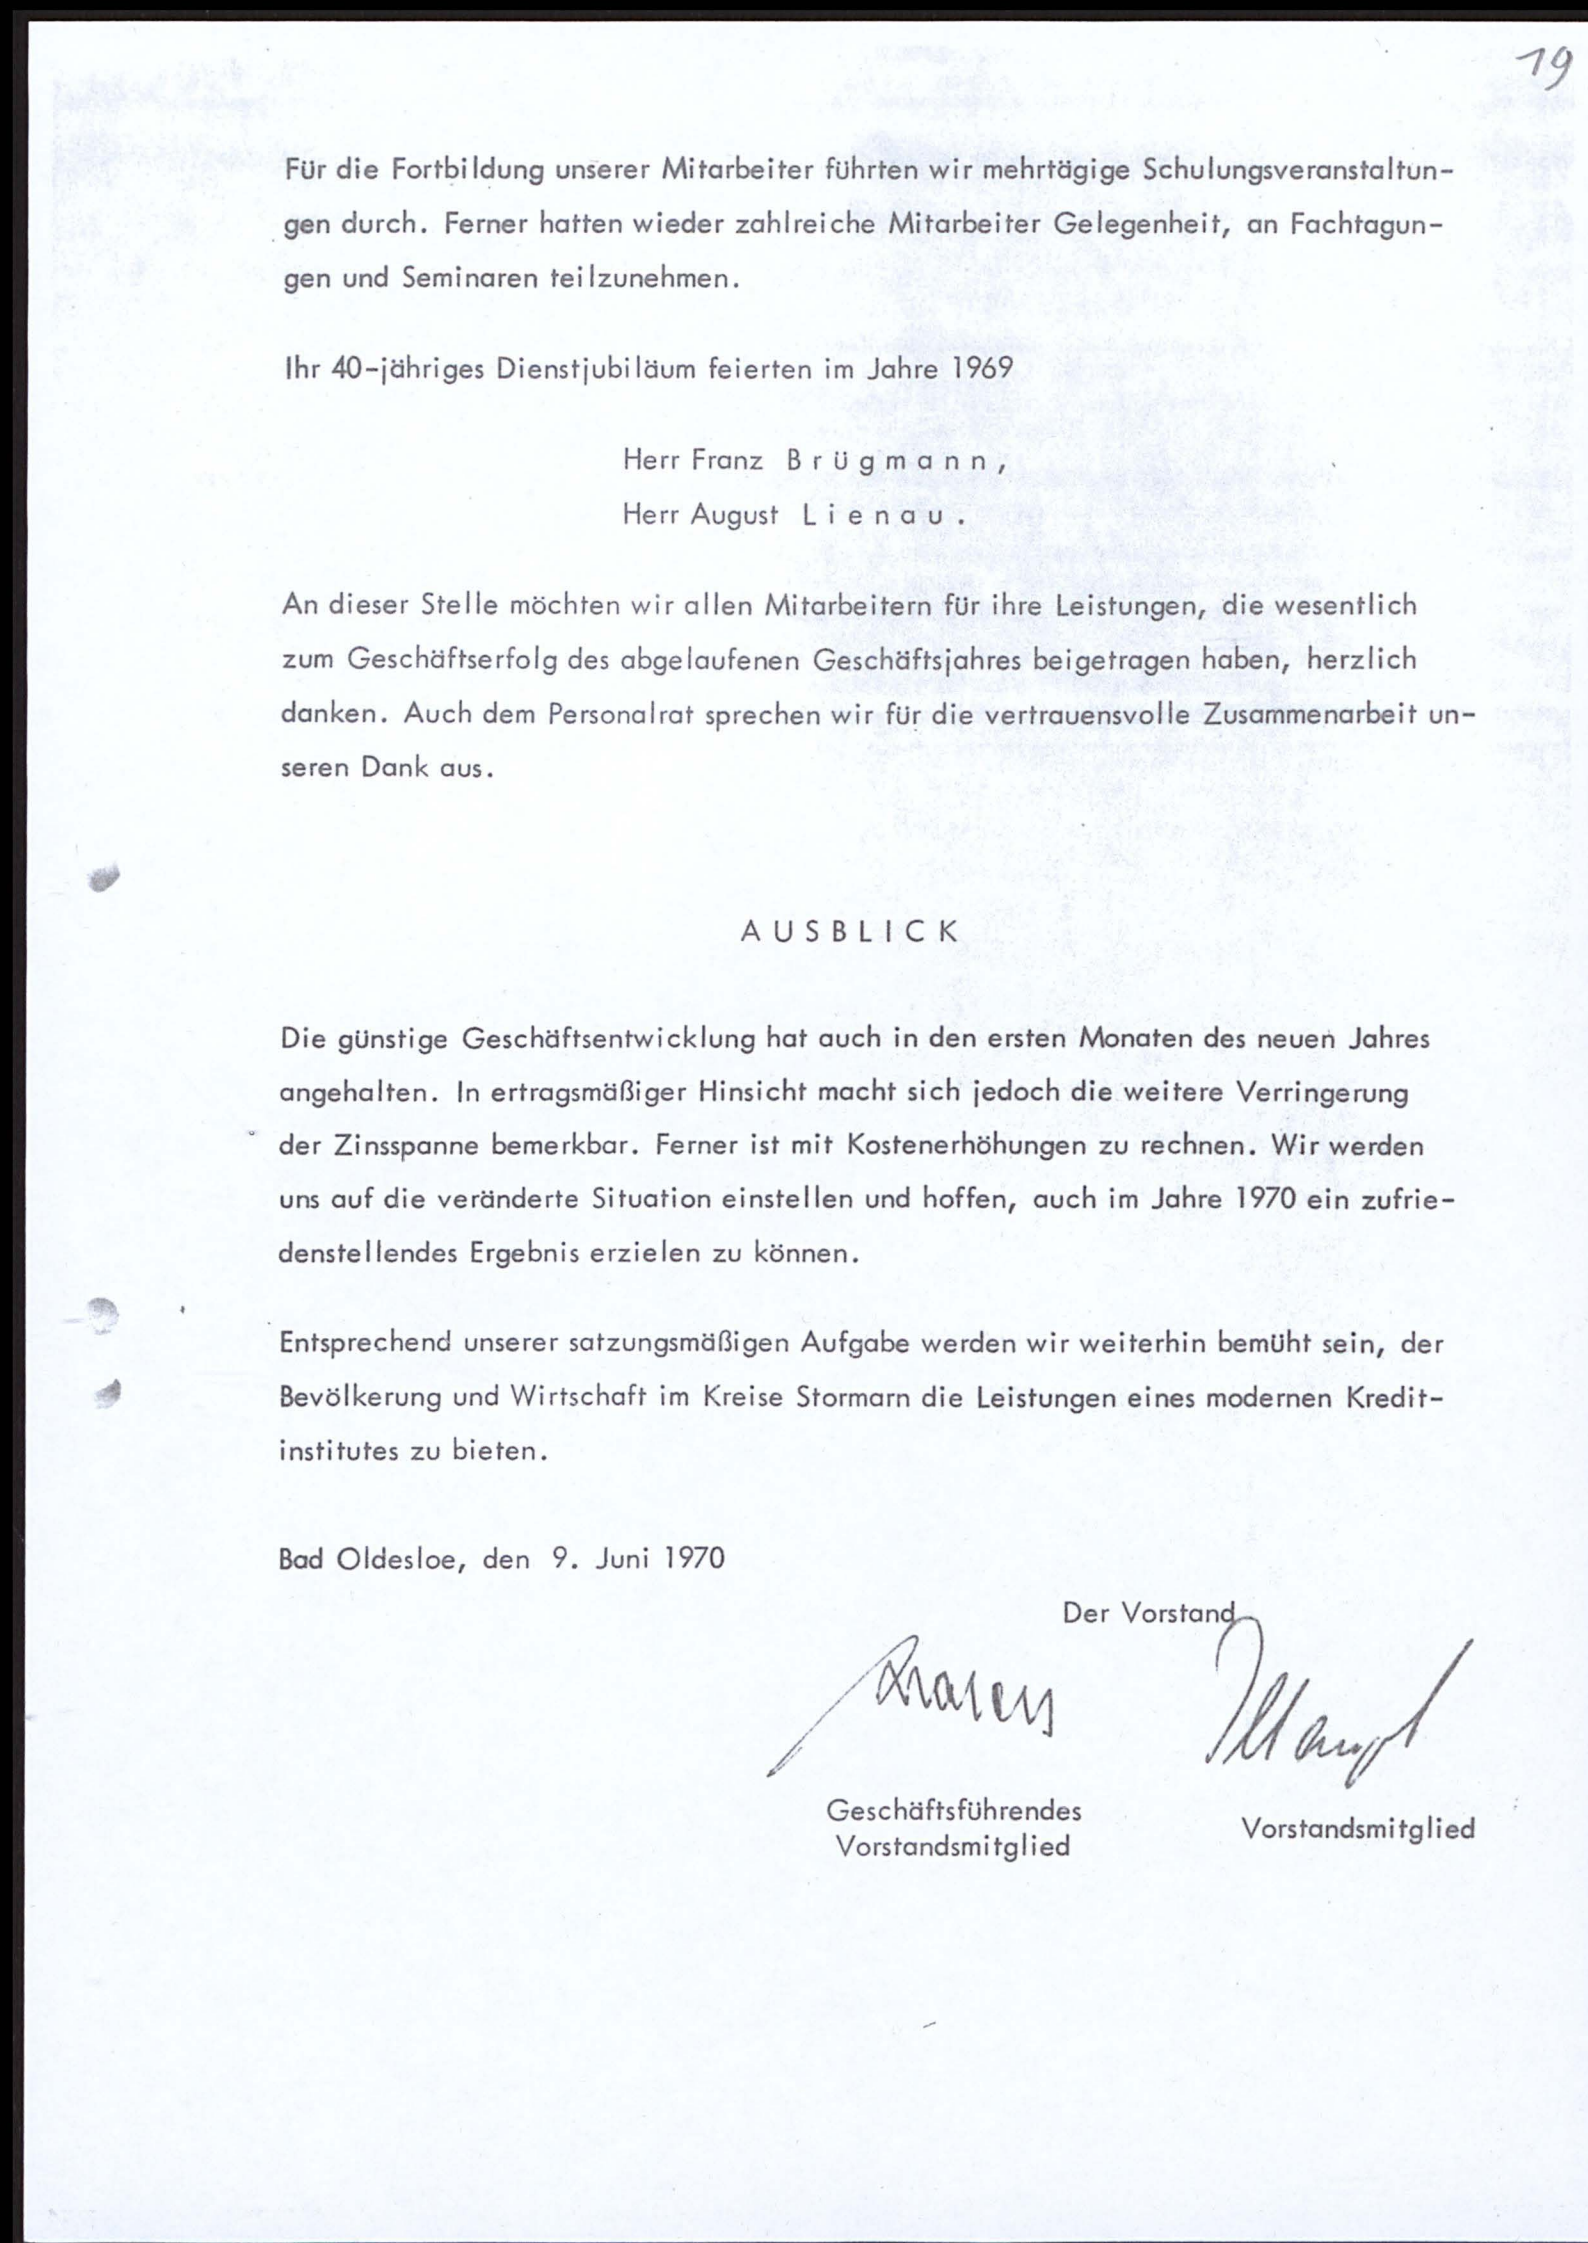 19
Für die Fortbildung unserer Mitarbeiter führten wir mehrtägige Schulungsveranstaltun-
gen durch. Ferner hatten wieder zahlreiche Mitarbeiter Gelegenheit, an Fachtagun-
gen und Seminaren teilzunehmen.
Ihr 40-jähriges Dienstjubiläum feierten im Jahre 1969
Herr Franz B r ü g m a n n ,
Herr August L i e n a u .
An dieser Stelle möchten wir allen Mitarbeitern für ihre Leistungen, die wesentlich
zum Geschäftserfolg des abgelaufenen Geschäftsjahres beigetragen haben, herzlich
danken. Auch dem Personalrat sprechen wir für die vertrauensvolle Zusammenarbeit un-
seren Dank aus.
A U S B L I C K
Die günstige Geschäftsentwicklung hat auch in den ersten Monaten des neuen Jahres
angehalten. In ertragsmäßiger Hinsicht macht sich jedoch die weitere Verringerung
der Zinsspanne bemerkbar. Ferner ist mit Kostenerhöhungen zu rechnen. Wir werden
uns auf die veränderte Situation einstellen und hoffen, auch im Jahre 1970 ein zufrie-
denstellendes Ergebnis erzielen zu können.
Entsprechend unserer satzungsmäßigen Aufgabe werden wir weiterhin bemüht sein, der
Bevölkerung und Wirtschaft im Kreise Stormarn die Leistungen eines modernen Kredit-
institutes zu bieten.
Bad Oldesloe, den 9. Juni 1970
Der Vorstand
Geschäftsführendes
Vorstandsmitglied
Vorstandsmitglied